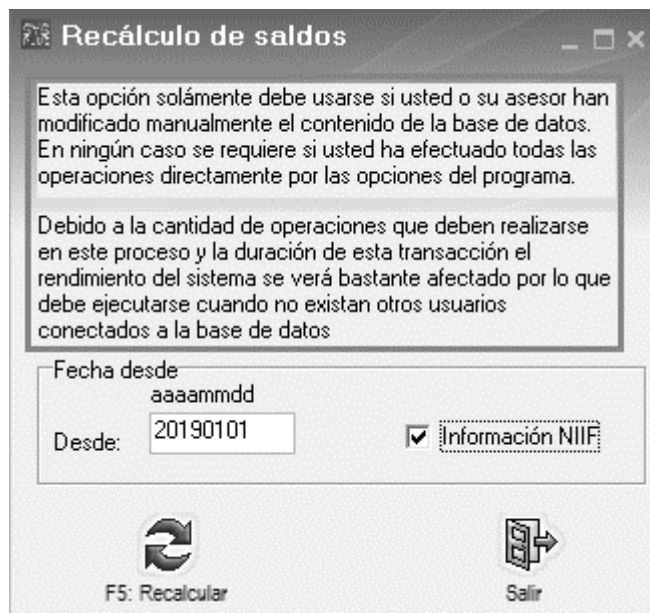 Recálculo de saldos
Esta opción solámente debe usarse si usted o su asesor han
modificado manualmente el contenido de la base de datos.
En ningún caso se requiere si usted ha efectuado todas las
operaciones directamente por las opciones del programa.
Debido a la cantidad de operaciones que deben realizarse
en este proceso y la duración de esta transacción el
rendimiento del sistema se verá bastante afectado por lo que
debe ejecutarse cuando no existan otros usuarios
conectados a la base de datos
Fecha desde
aaaammdd
Desde: 20190101 Información NIIF
F5: Recalcular Salir